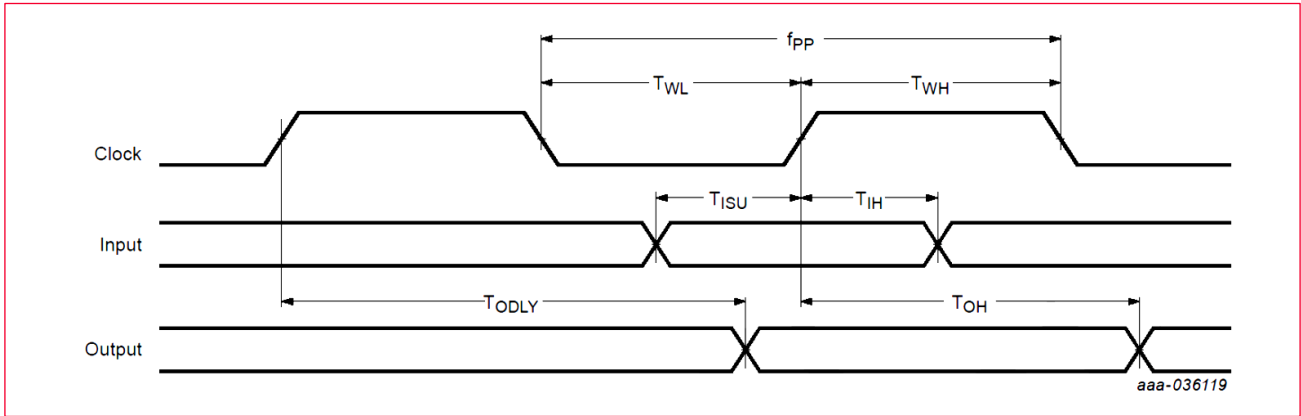 fPP
TWL
TWH
Clock
TISU
TIH
Input
TODLY
TOH
Output
aaa-036119